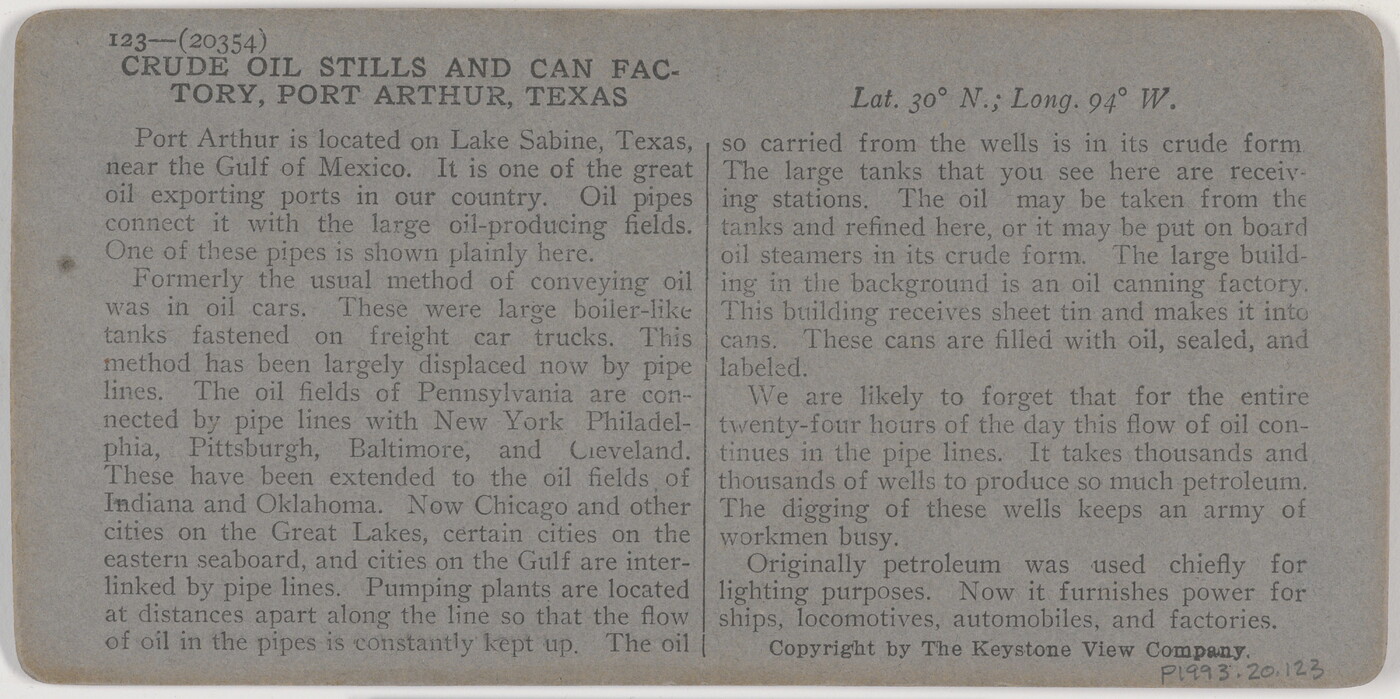 123—(20354)
CRUDE OIL STILLS AND CAN FAC-
TORY, PORT ARTHUR, TEXAS
Lat. 30° N.; Long. 94° W.
Port Arthur is located on Lake Sabine, Texas,
near the Gulf of Mexico. It is one of the great
oil exporting ports in our country. Oil pipes
connect it with the large oil-producing fields.
One of these pipes is shown plainly here.
Formerly the usual method of conveying oil
was in oil cars. These were large boiler-like
tanks fastened on freight car trucks. This
method has been largely displaced now by pipe
lines. The oil fields of Pennsylvania are con-
nected by pipe lines with New York Philadel-
phia, Pittsburgh, Baltimore, and Cleveland.
These have been extended to the oil fields of
Indiana and Oklahoma. Now Chicago and other
cities on the Great Lakes, certain cities on the
eastern seaboard, and cities on the Gulf are inter-
linked by pipe lines. Pumping plants are located
at distances apart along the line so that the flow
of oil in the pipes is constantly kept up. The oil
so carried from the wells is in its crude form
The large tanks that you see here are receiv-
ing stations. The oil may be taken from the
tanks and refined here, or it may be put on board
oil steamers in its crude form. The large build-
ing in the background is an oil canning factory.
This building receives sheet tin and makes it into
cans. These cans are filled with oil, sealed, and
labeled.
We are likely to forget that for the entire
twenty-four hours of the day this flow of oil con-
tinues in the pipe lines. It takes thousands and
thousands of wells to produce so much petroleum.
The digging of these wells keeps an army of
workmen busy.
Originally petroleum was used chiefly for
lighting purposes. Now it furnishes power for
ships, locomotives, automobiles, and factories.
Copyright by The Keystone View Company.
P1993.20.123